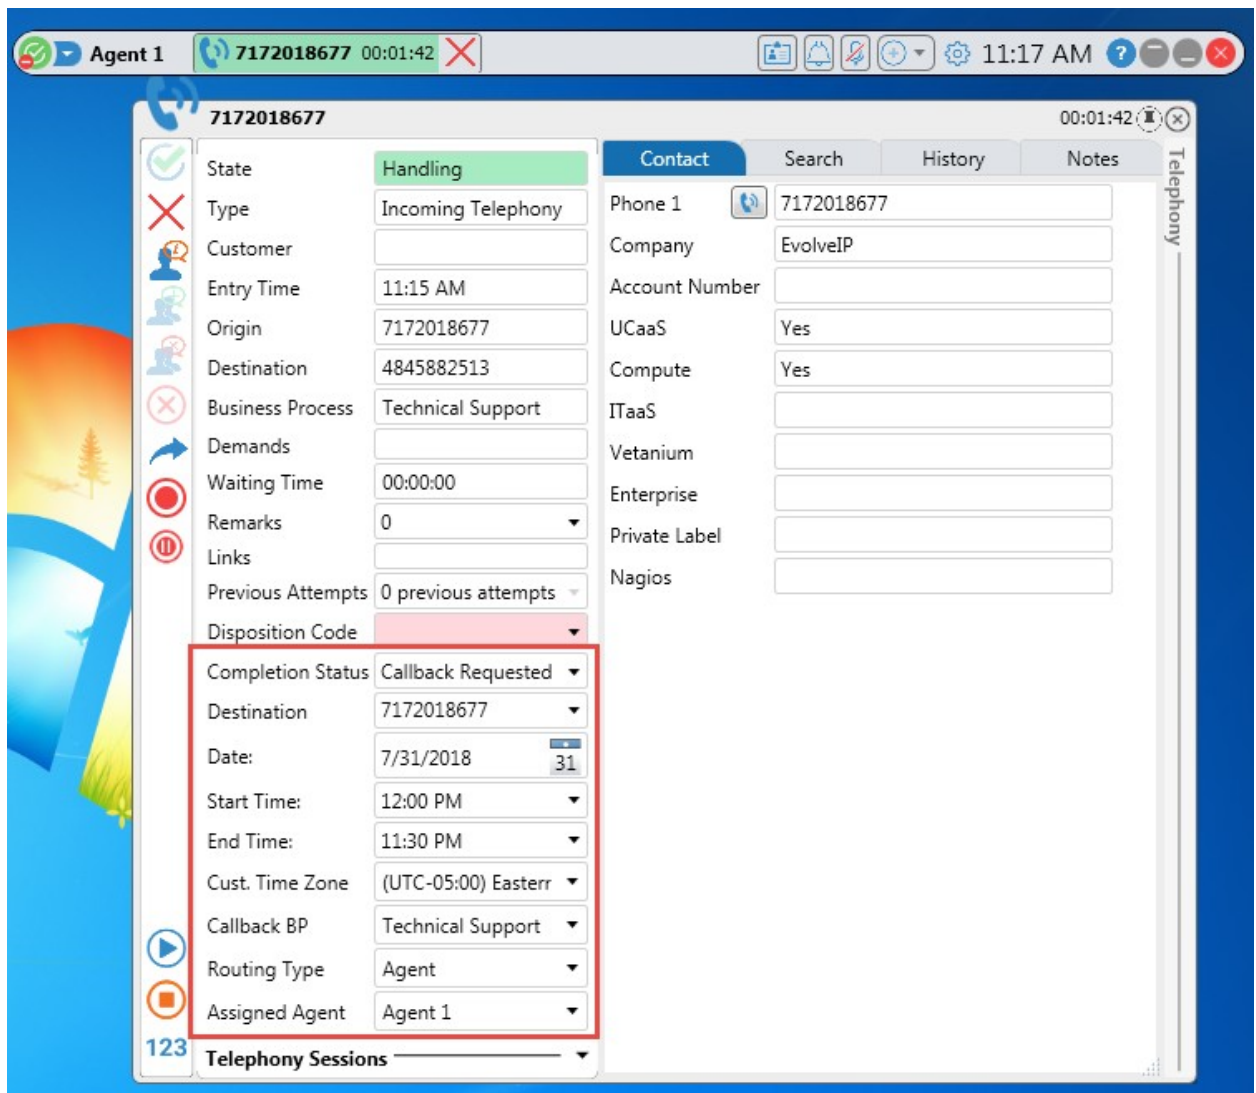 Agent 1 7172018677 00:01:42 11:17 AM ?
7172018677 00:01:42
State Handling
Type Incoming Telephony
Customer
Entry Time 11:15 AM
Origin 7172018677
Destination 4845882513
Business Process Technical Support
Demands
Waiting Time 00:00:00
Remarks 0
Links
Previous Attempts 0 previous attempts
Disposition Code
Completion Status Callback Requested
Destination 7172018677
Date: 7/31/2018 31
Start Time: 12:00 PM
End Time: 11:30 PM
Cust. Time Zone (UTC-05:00) Eastern
Callback BP Technical Support
Routing Type Agent
Assigned Agent Agent 1
123
Telephony Sessions
Contact Search History Notes
Phone 1 7172018677
Company EvolveIP
Account Number
UCaaS Yes
Compute Yes
ITaaS
Vetanium
Enterprise
Private Label
Nagios
Telephony